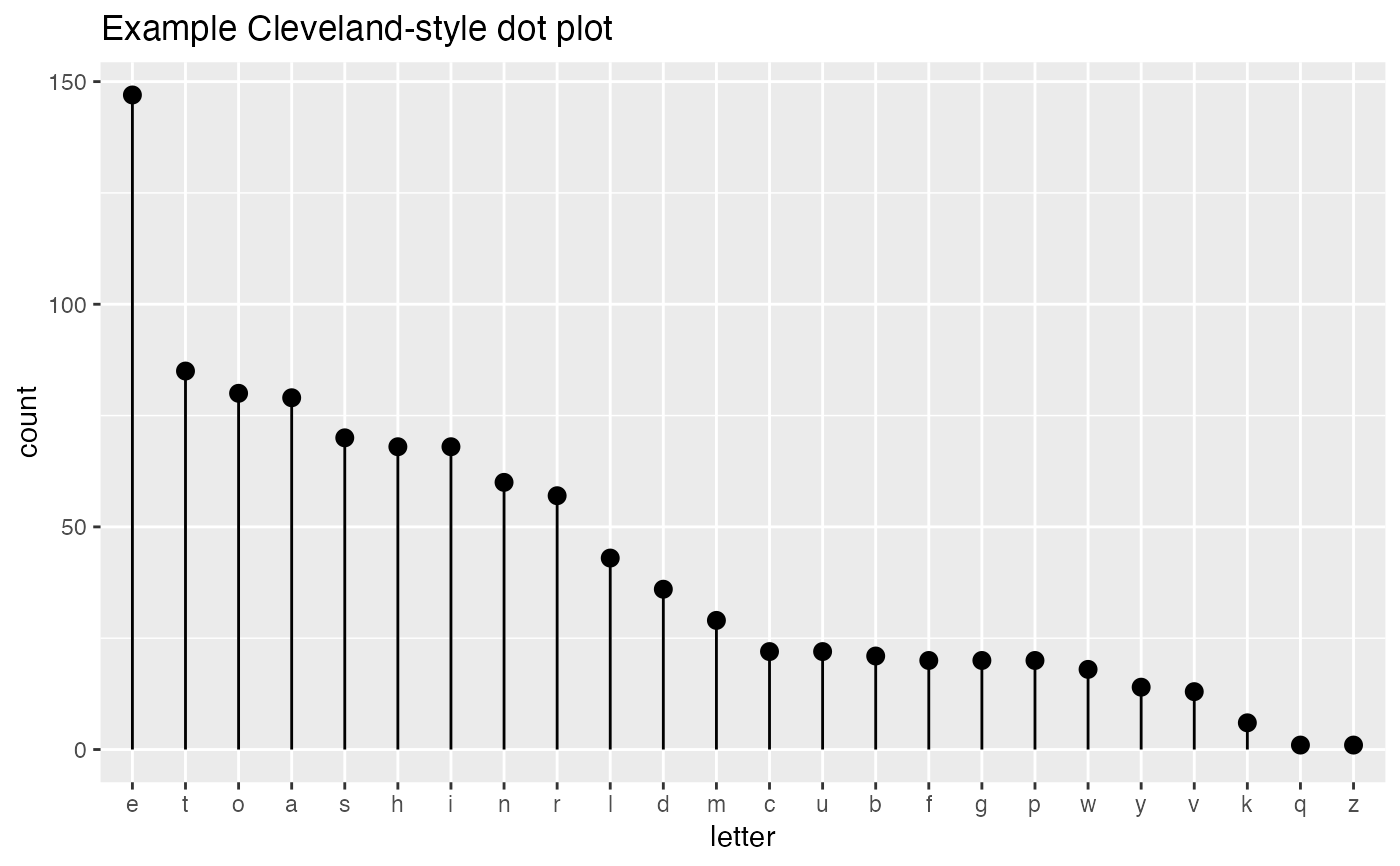 Example Cleveland-style dot plot
150
100
50
0
count
e t o a s h i n r l d m c u b f g p w y v k q z
letter